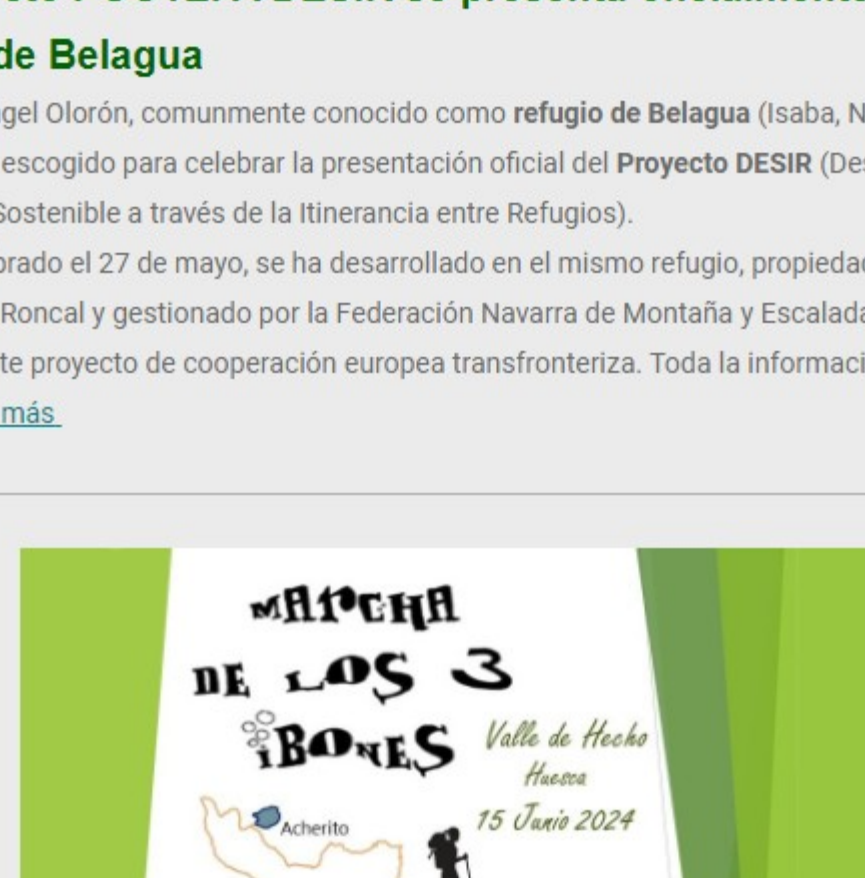 de Belagua
gel Olorón, comunmente conocido como refugio de Belagua (Isaba, N
escogido para celebrar la presentación oficial del Proyecto DESIR (Des
Sostenible a través de la Itinerancia entre Refugios).
brado el 27 de mayo, se ha desarrollado en el mismo refugio, propiedad
Roncal y gestionado por la Federación Navarra de Montaña y Escalada
te proyecto de cooperación europea transfronteriza. Toda la informaci
más
MARCHA
DE LOS 3
iBONES
Valle de Hecho
Huesca
15 Junio 2024
Acherito